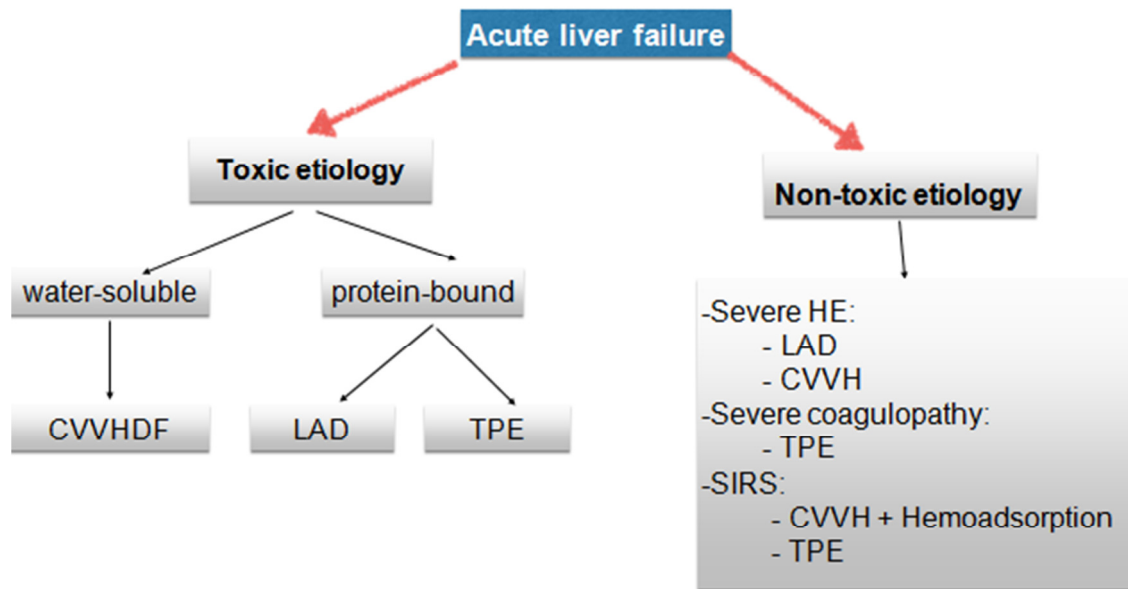 Acute liver failure
Toxic etiology
Non-toxic etiology
water-soluble
protein-bound
CVVHDF
LAD
TPE
-Severe HE:
- LAD
- CVVH
-Severe coagulopathy:
- TPE
-SIRS:
- CVVH + Hemoadsorption
- TPE